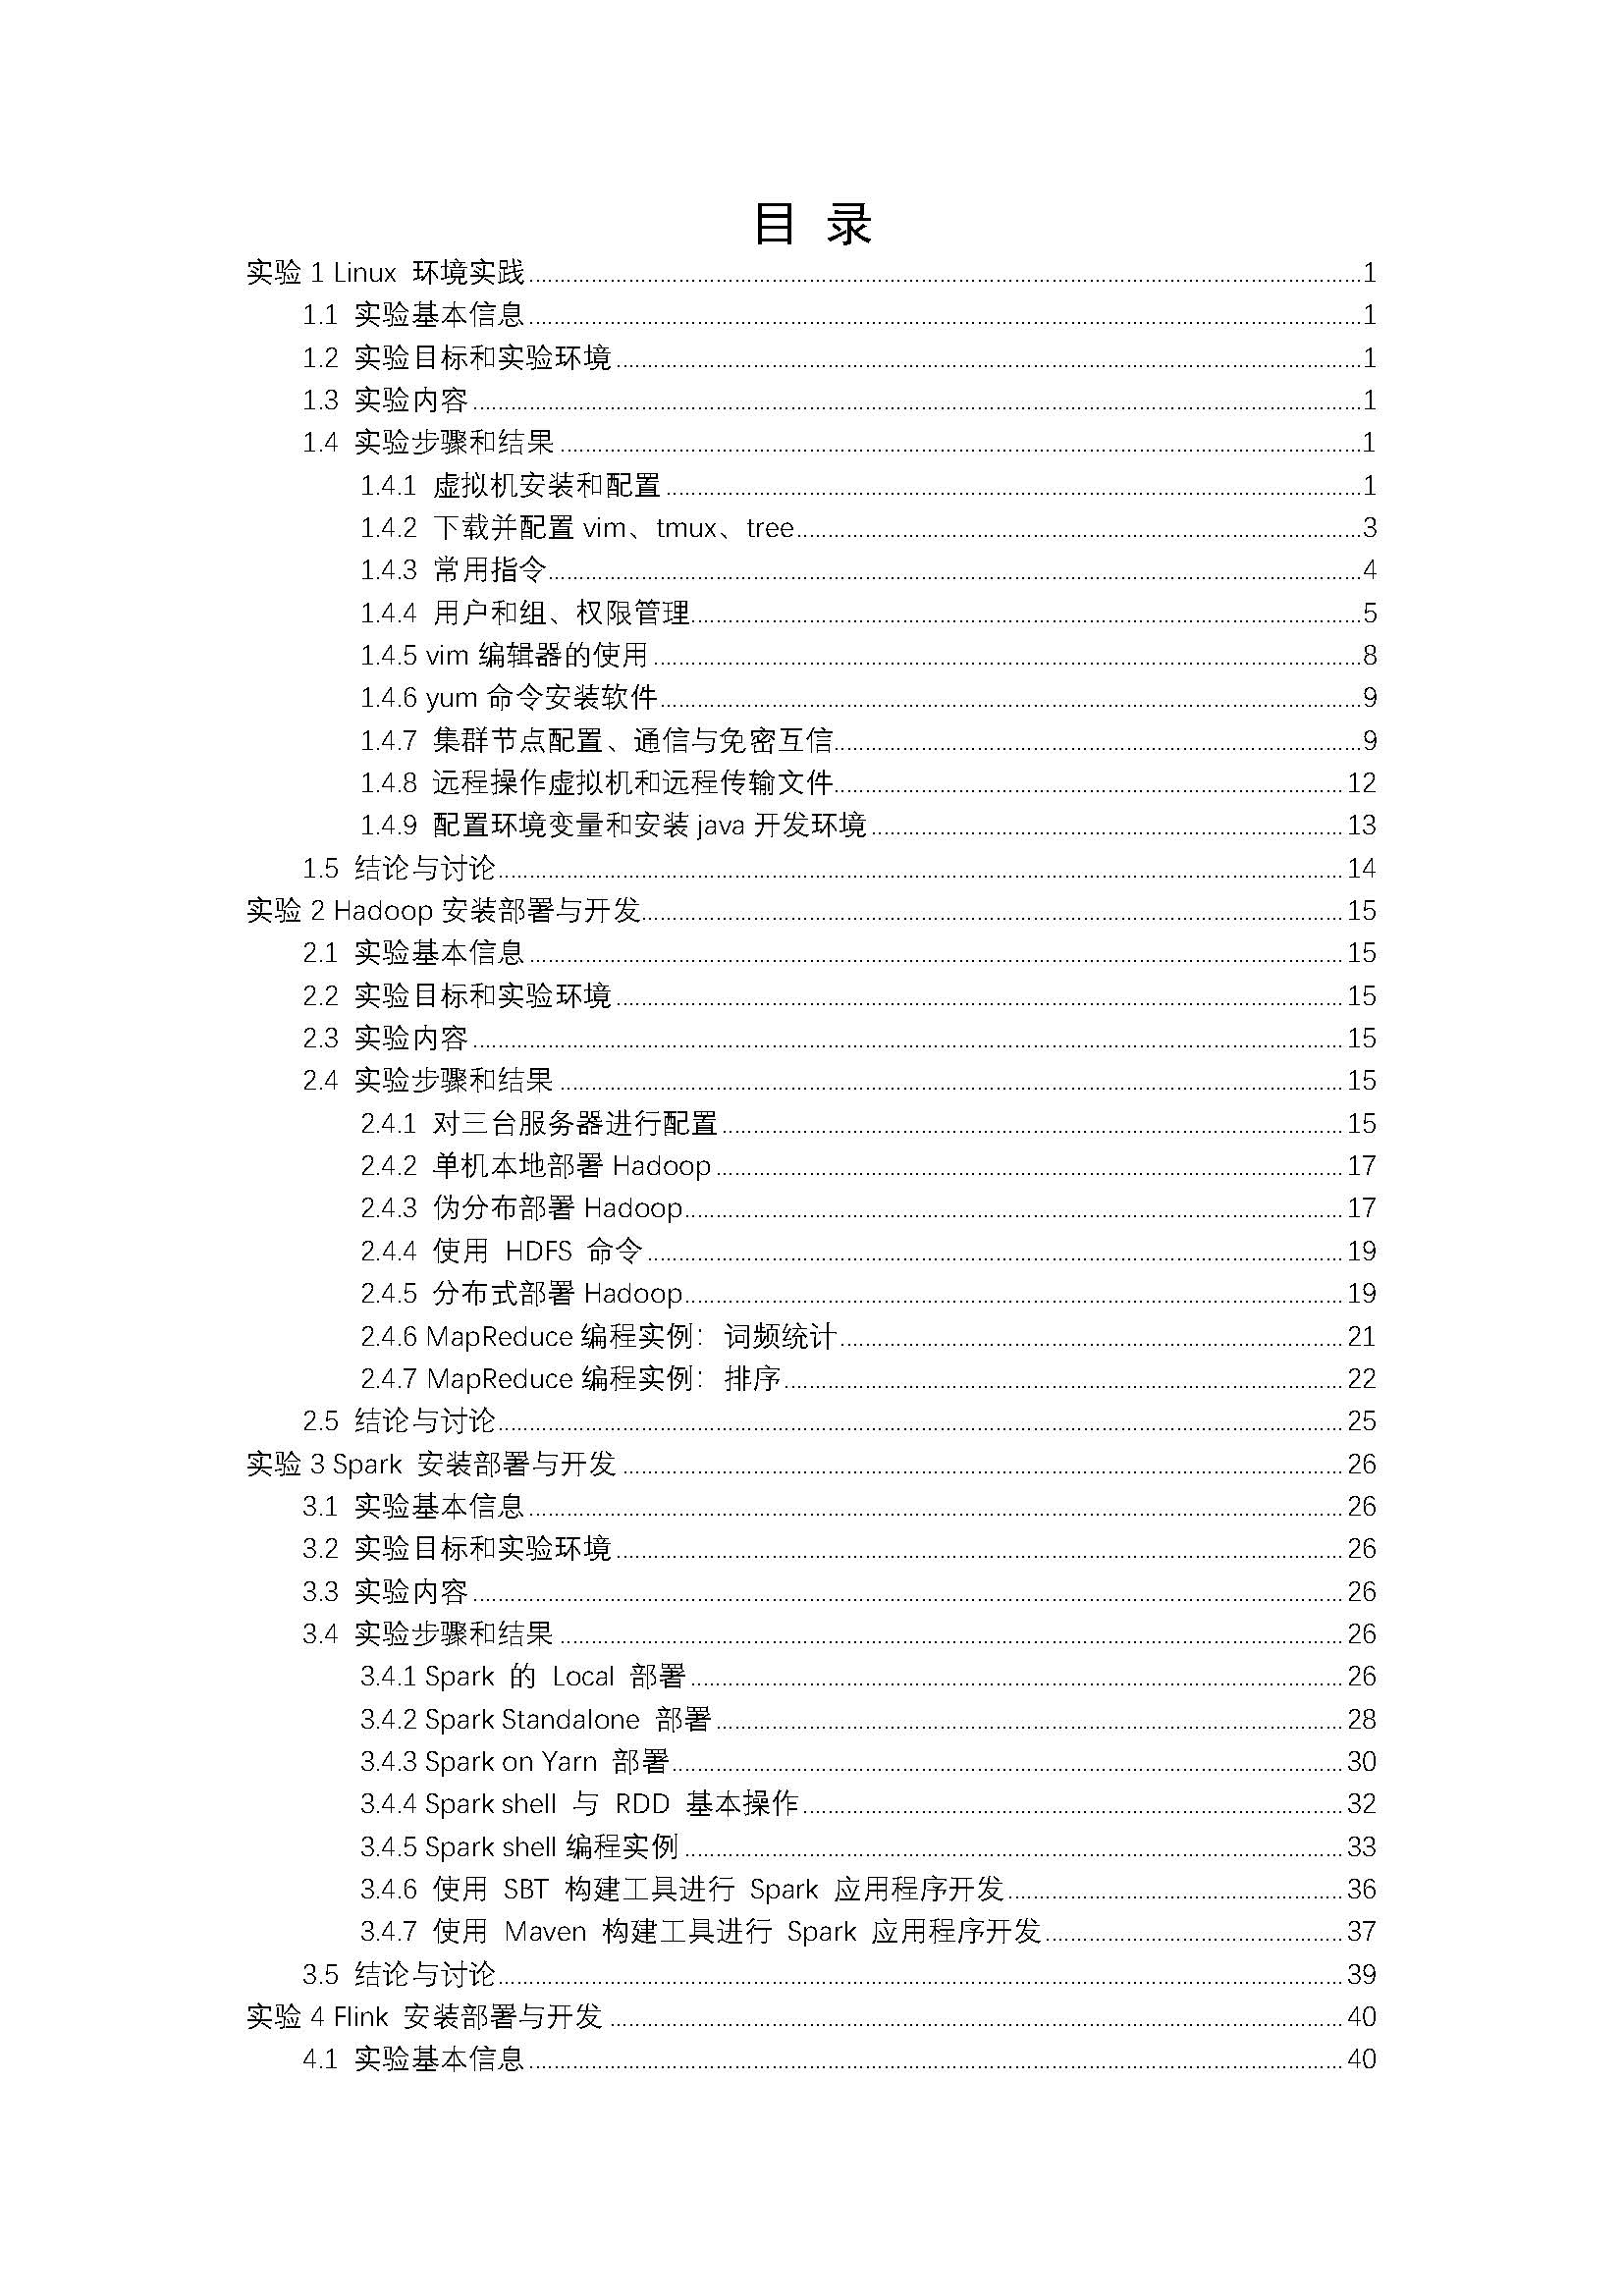 目 录
实验 1 Linux 环境实践........1
1.1 实验基本信息........1
1.2 实验目标和实验环境........1
1.3 实验内容........1
1.4 实验步骤和结果........1
1.4.1 虚拟机安装和配置........1
1.4.2 下载并配置 vim、tmux、tree........3
1.4.3 常用指令........4
1.4.4 用户和组、权限管理........5
1.4.5 vim 编辑器的使用........8
1.4.6 yum 命令安装软件........9
1.4.7 集群节点配置、通信与免密互信........9
1.4.8 远程操作虚拟机和远程传输文件........12
1.4.9 配置环境变量和安装 java 开发环境........13
1.5 结论与讨论........14
实验 2 Hadoop 安装部署与开发........15
2.1 实验基本信息........15
2.2 实验目标和实验环境........15
2.3 实验内容........15
2.4 实验步骤和结果........15
2.4.1 对三台服务器进行配置........15
2.4.2 单机本地部署 Hadoop........17
2.4.3 伪分布部署 Hadoop........17
2.4.4 使用 HDFS 命令........19
2.4.5 分布式部署 Hadoop........19
2.4.6 MapReduce 编程实例：词频统计........21
2.4.7 MapReduce 编程实例：排序........22
2.5 结论与讨论........25
实验 3 Spark 安装部署与开发........26
3.1 实验基本信息........26
3.2 实验目标和实验环境........26
3.3 实验内容........26
3.4 实验步骤和结果........26
3.4.1 Spark 的 Local 部署........26
3.4.2 Spark Standalone 部署........28
3.4.3 Spark on Yarn 部署........30
3.4.4 Spark shell 与 RDD 基本操作........32
3.4.5 Spark shell 编程实例........33
3.4.6 使用 SBT 构建工具进行 Spark 应用程序开发........36
3.4.7 使用 Maven 构建工具进行 Spark 应用程序开发........37
3.5 结论与讨论........39
实验 4 Flink 安装部署与开发........40
4.1 实验基本信息........40